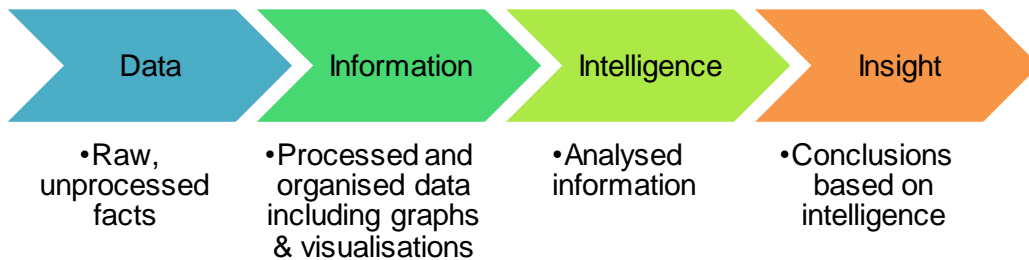 Data
Information
Intelligence
Insight
•Raw,
unprocessed
facts
•Processed and
organised data
including graphs
& visualisations
•Analysed
information
•Conclusions
based on
intelligence